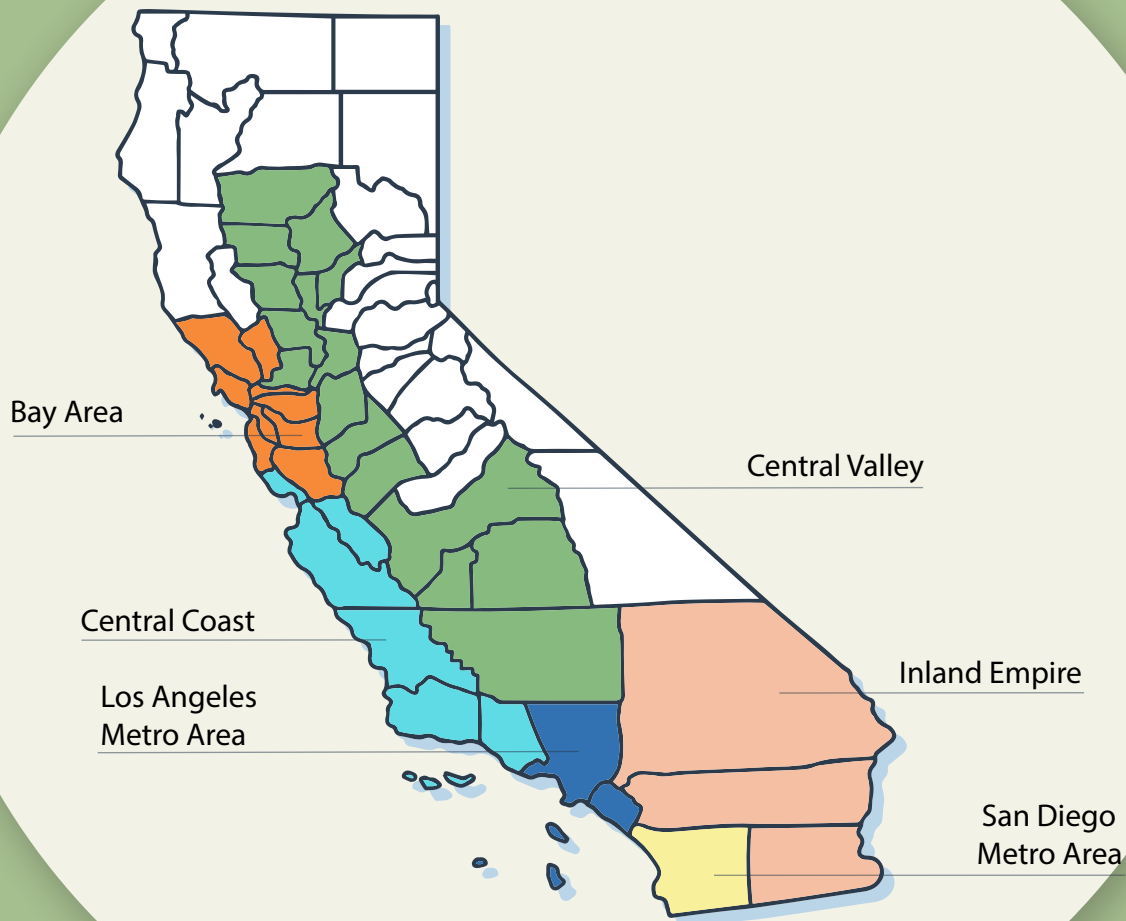 Bay Area
Central Valley
Central Coast
Inland Empire
Los Angeles
Metro Area
San Diego
Metro Area